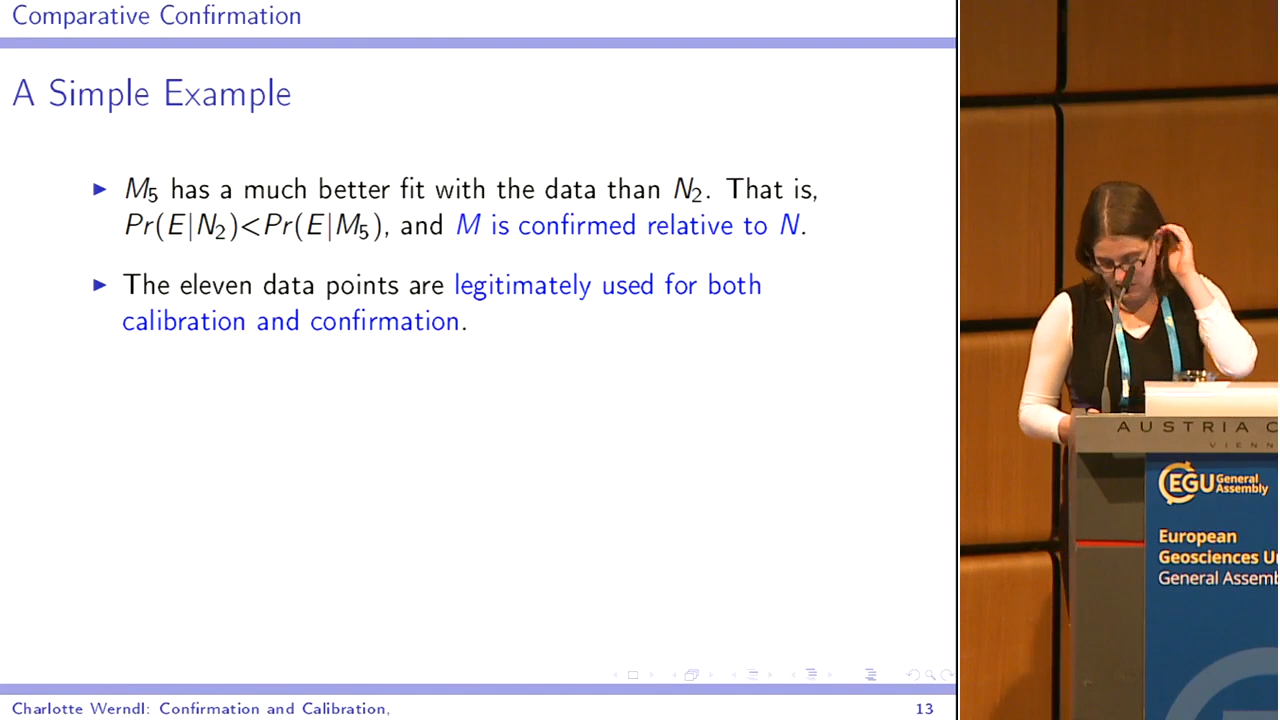 Comparative Confirmation
A Simple Example
M₅ has a much better fit with the data than N₂. That is,
Pr(E|N₂)<Pr(E|M₅), and M is confirmed relative to N.
The eleven data points are legitimately used for both
calibration and confirmation.
Charlotte Werndl: Confirmation and Calibration, 13
AUSTRIA C
VIENN
EGU General
Assembly
European
Geosciences U
General Assemb